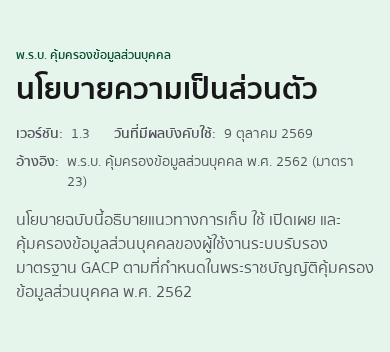 พ.ร.บ. คุ้มครองข้อมูลส่วนบุคคล
นโยบายความเป็นส่วนตัว
เวอร์ชัน: 1.3 วันที่มีผลบังคับใช้: 9 ตุลาคม 2569
อ้างอิง: พ.ร.บ. คุ้มครองข้อมูลส่วนบุคคล พ.ศ. 2562 (มาตรา
23)
นโยบายฉบับนี้อธิบายแนวทางการเก็บ ใช้ เปิดเผย และ
คุ้มครองข้อมูลส่วนบุคคลของผู้ใช้งานระบบรับรอง
มาตรฐาน GACP ตามที่กำหนดในพระราชบัญญัติคุ้มครอง
ข้อมูลส่วนบุคคล พ.ศ. 2562